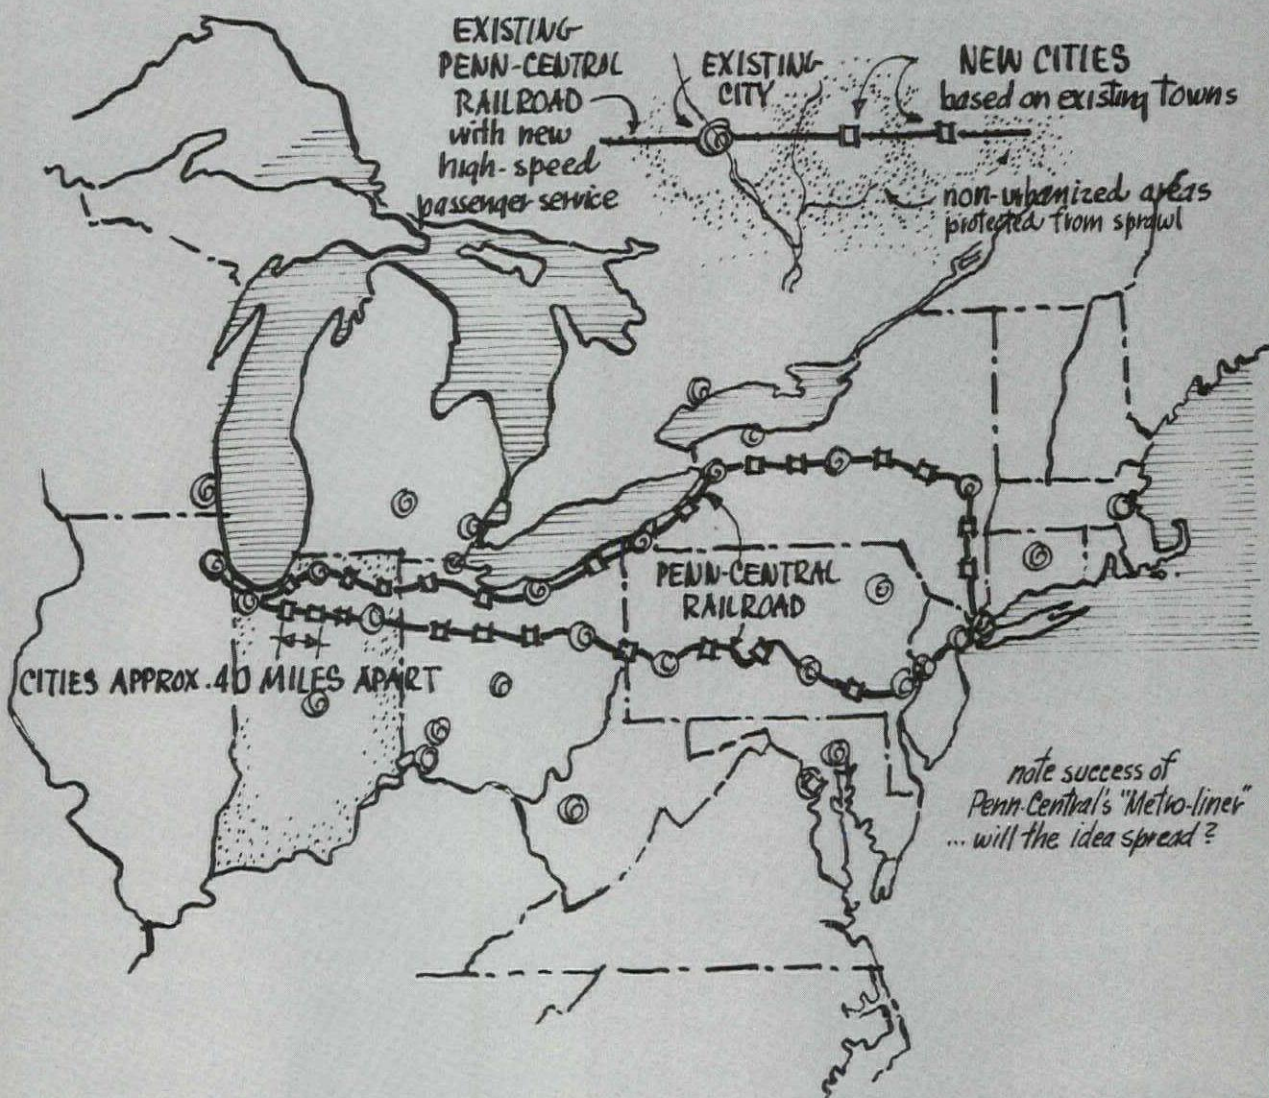 EXISTING
PENN-CENTRAL
RAILROAD
with new
high-speed
passenger service
EXISTING
CITY
NEW CITIES
based on existing towns
non-urbanized areas
protected from sprawl
PENN-CENTRAL
RAILROAD
CITIES APPROX. 40 MILES APART
note success of
Penn-Central's "Metro-liner"
... will the idea spread?